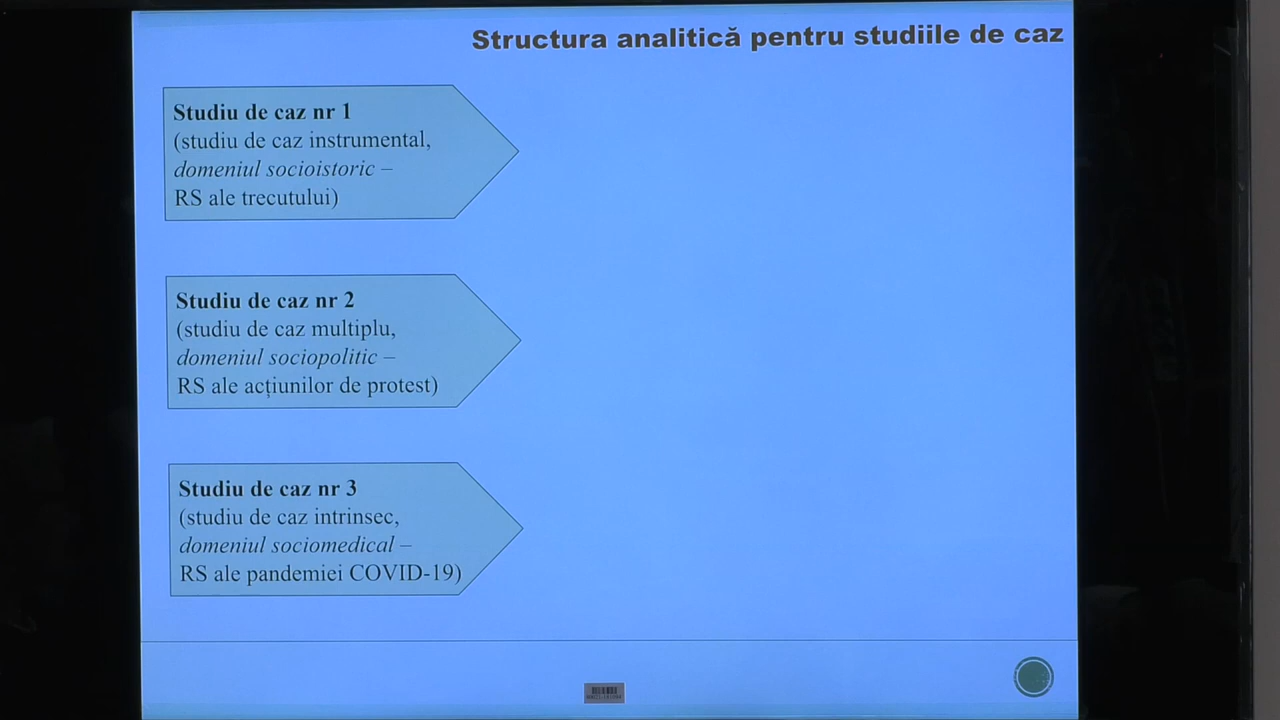 Structura analitică pentru studiile de caz
Studiu de caz nr 1
(studiu de caz instrumental,
domeniul socioistoric –
RS ale trecutului)
Studiu de caz nr 2
(studiu de caz multiplu,
domeniul sociopolitic –
RS ale acțiunilor de protest)
Studiu de caz nr 3
(studiu de caz intrinsec,
domeniul sociomedical –
RS ale pandemiei COVID-19)